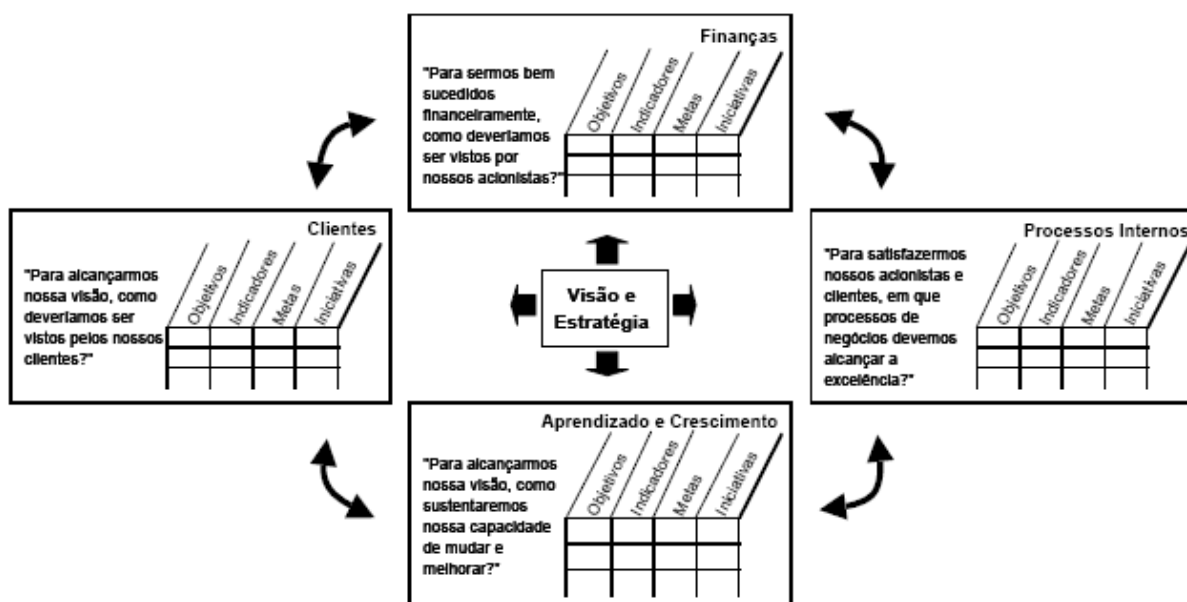 Finanças
"Para sermos bem
sucedidos
financeiramente,
como deveríamos
ser vistos por
nossos acionistas?"
Objetivos
Indicadores
Metas
Iniciativas
Clientes
"Para alcançarmos
nossa visão, como
deveríamos ser
vistos pelos nossos
clientes?"
Objetivos
Indicadores
Metas
Iniciativas
Visão e
Estratégia
Processos Internos
"Para satisfazermos
nossos acionistas e
clientes, em que
processos de
negócios devemos
alcançar a
excelência?"
Objetivos
Indicadores
Metas
Iniciativas
Aprendizado e Crescimento
"Para alcançarmos
nossa visão, como
sustentaremos
nossa capacidade
de mudar e
melhorar?"
Objetivos
Indicadores
Metas
Iniciativas